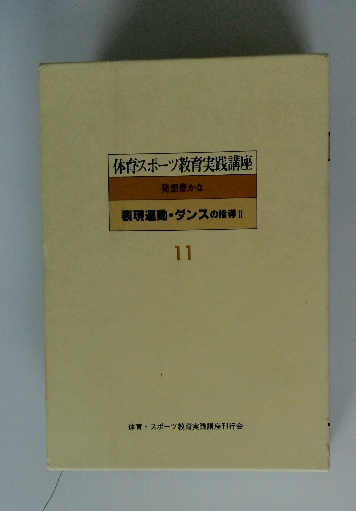 体育スポーツ教育実践講座
発想豊かな
表現運動・ダンスの指導II
11
体育・スポーツ教育実践講座刊行会